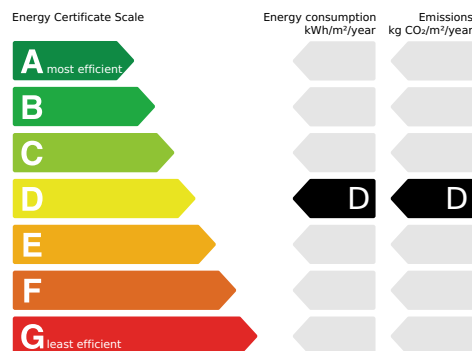 Energy Certificate Scale
Energy consumption
kWh/m²/year
Emissions
kg CO₂/m²/year
A most efficient
B
C
D D D
E
F
G least efficient